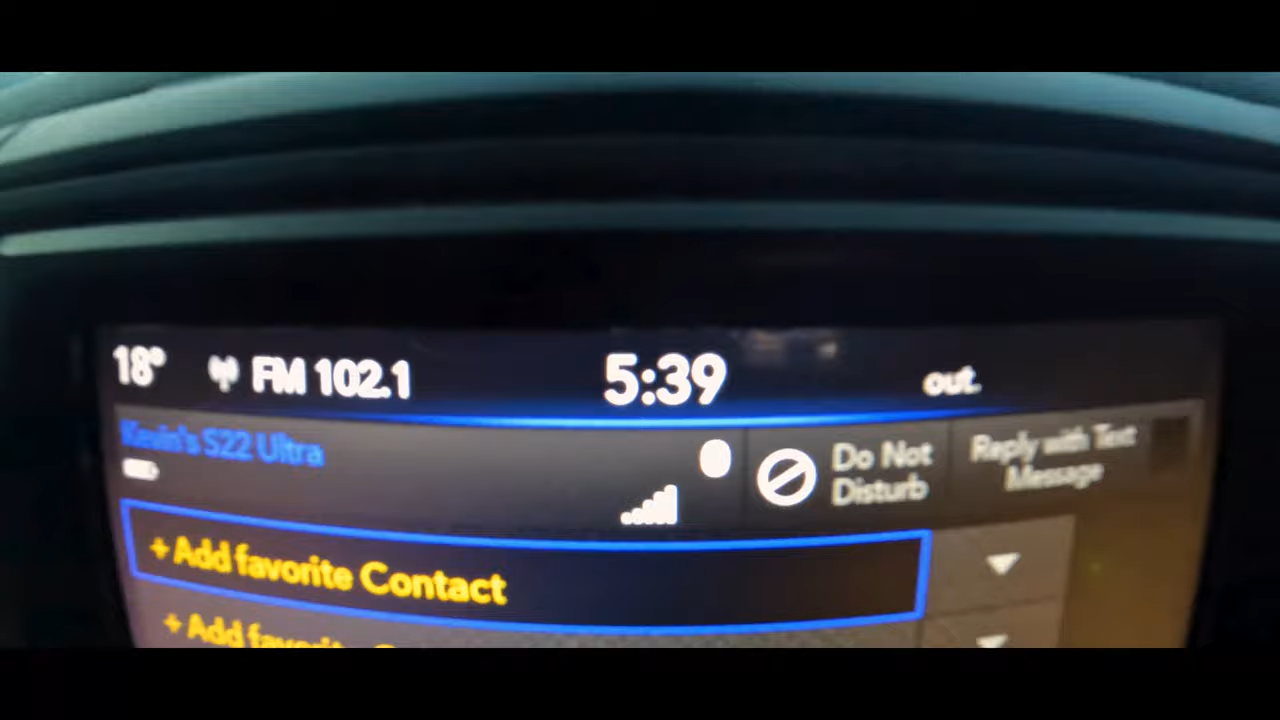 18° FM 102.1 5:39 out.
Kevin's S22 Ultra
Do Not
Disturb
Reply with Text
Message
+ Add favorite Contact
+ Add favorite